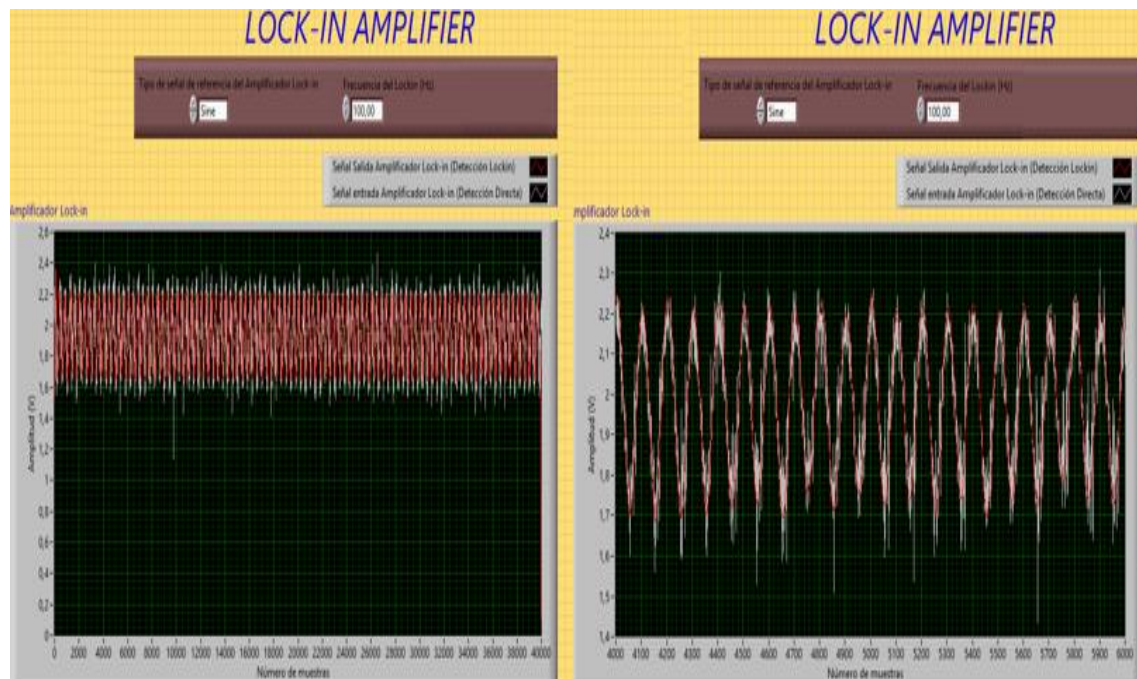 LOCK-IN AMPLIFIER
Tipo de señal de referencia del Amplificador Lock-in
Frecuencia del Lockin (Hz)
Sine
100,00
Señal Salida Amplificador Lock-in (Detección Lockin)
Señal entrada Amplificador Lock-in (Detección Directa)
Amplificador Lock-in
2,6
2,4
2,2
2
1,8
1,6
1,4
1,2
1
0,8
0,6
0,4
0,2
0
Amplitud (V)
0 2000 4000 6000 8000 10000 12000 14000 16000 18000 20000 22000 24000 26000 28000 30000 32000 34000 36000 38000 40000
Número de muestras
LOCK-IN AMPLIFIER
Tipo de señal de referencia del Amplificador Lock-in
Frecuencia del Lockin (Hz)
Sine
100,00
Señal Salida Amplificador Lock-in (Detección Lockin)
Señal entrada Amplificador Lock-in (Detección Directa)
mplificador Lock-in
2,4
2,3
2,2
2,1
2
1,9
1,8
1,7
1,6
1,5
1,4
Amplitud (V)
4000 4100 4200 4300 4400 4500 4600 4700 4800 4900 5000 5100 5200 5300 5400 5500 5600 5700 5800 5900 6000
Número de muestras